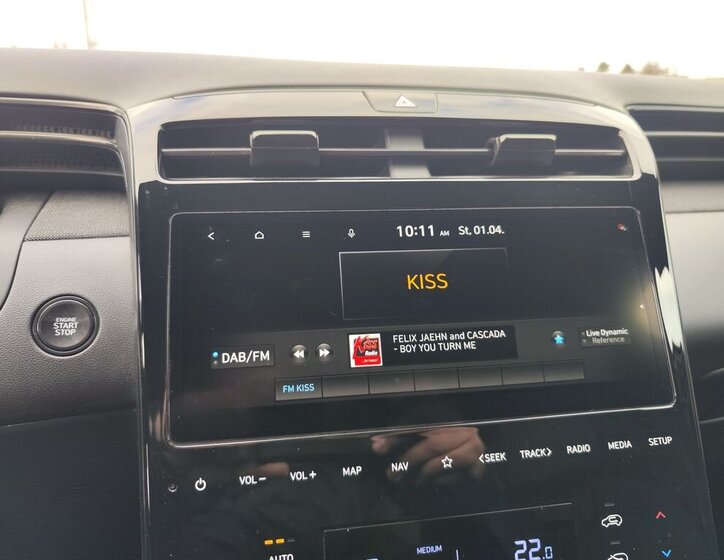 10:11 AM St, 01.04.
KISS
ENGINE
START
STOP
DAB/FM
KISS
Radio
FELIX JAEHN and CASCADA
- BOY YOU TURN ME
Live Dynamic
Reference
FM KISS
VOL− VOL+ MAP NAV <SEEK TRACK> RADIO MEDIA SETUP
AUTO
MEDIUM
22.0